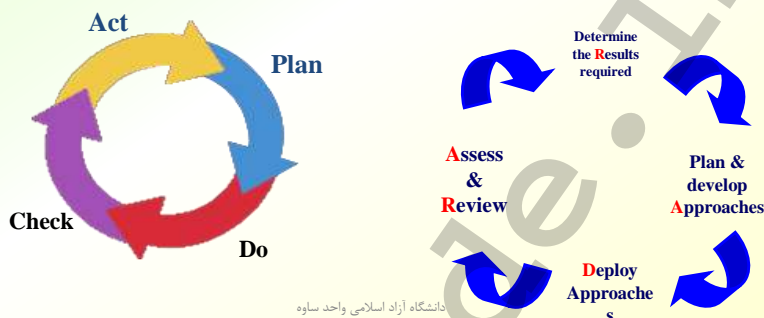 Act
Plan
Check
Do
Determine
the Results
required
Assess
&
Review
Plan &
develop
Approaches
Deploy
Approache
s
دانشگاه آزاد اسلامی واحد ساوه